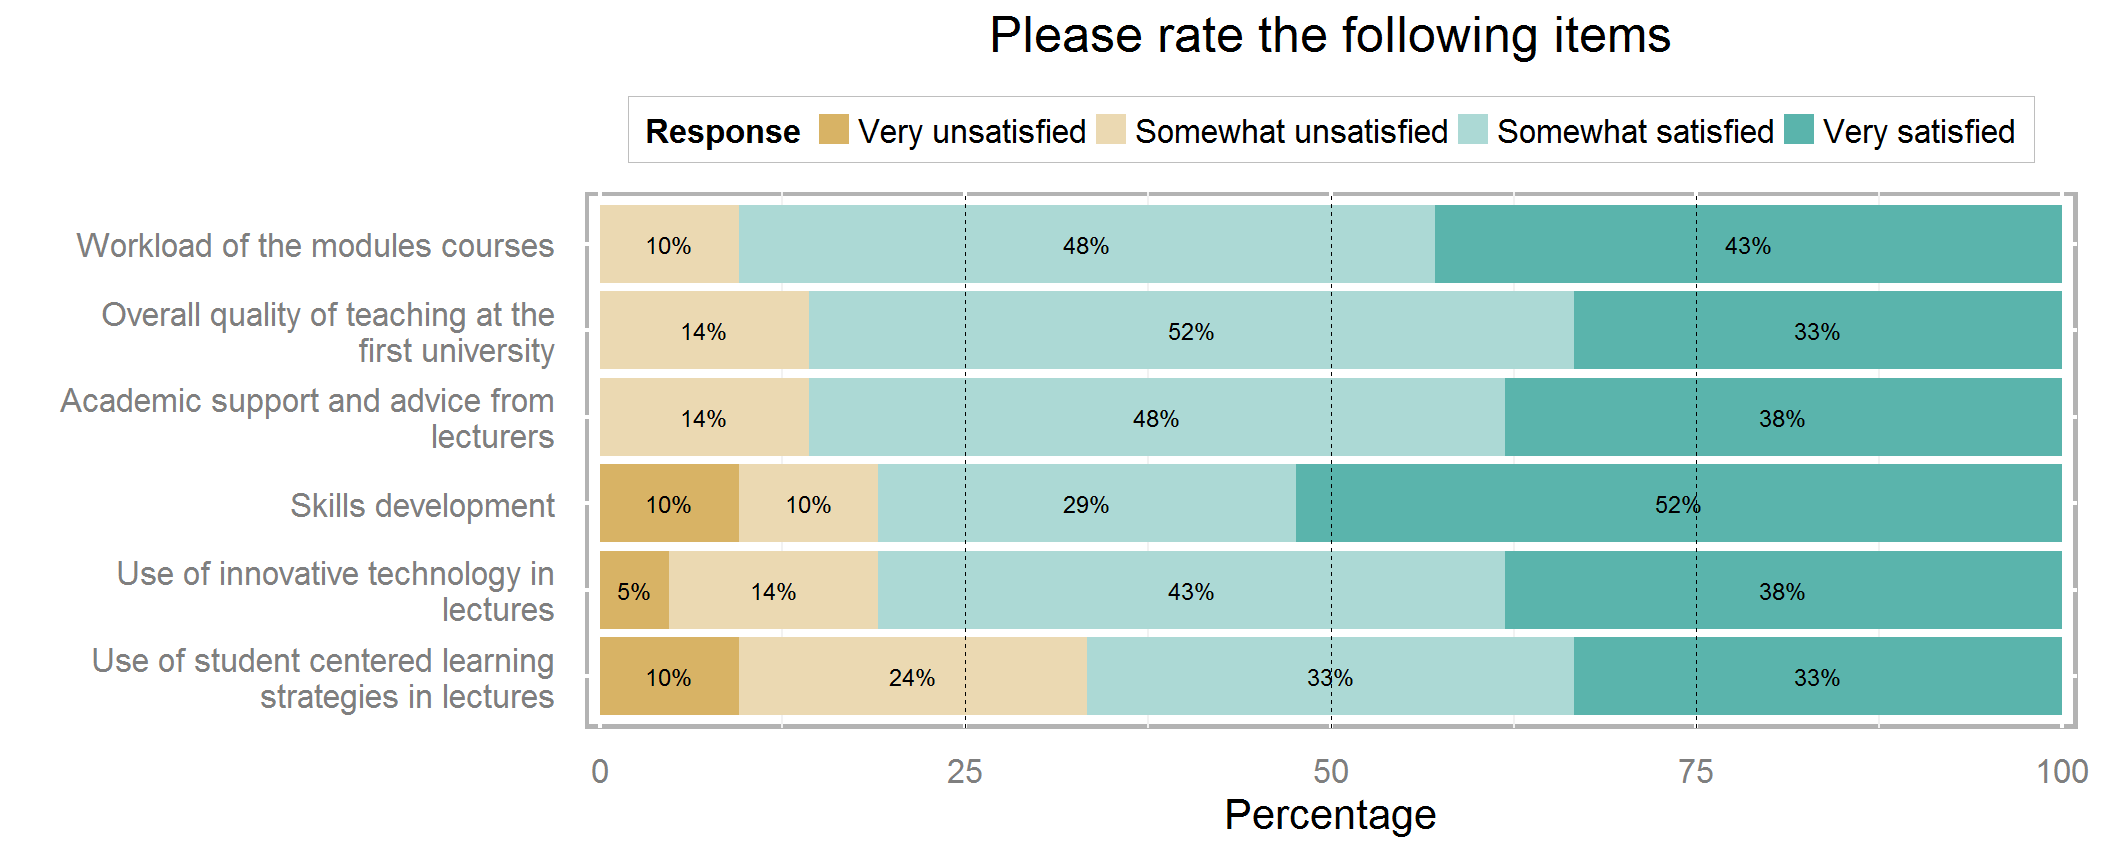 Please rate the following items
Response Very unsatisfied Somewhat unsatisfied Somewhat satisfied Very satisfied
Workload of the modules courses
10% 48% 43%
Overall quality of teaching at the
first university
14% 52% 33%
Academic support and advice from
lecturers
14% 48% 38%
Skills development
10% 10% 29% 52%
Use of innovative technology in
lectures
5% 14% 43% 38%
Use of student centered learning
strategies in lectures
10% 24% 33% 33%
0 25 50 75 100
Percentage